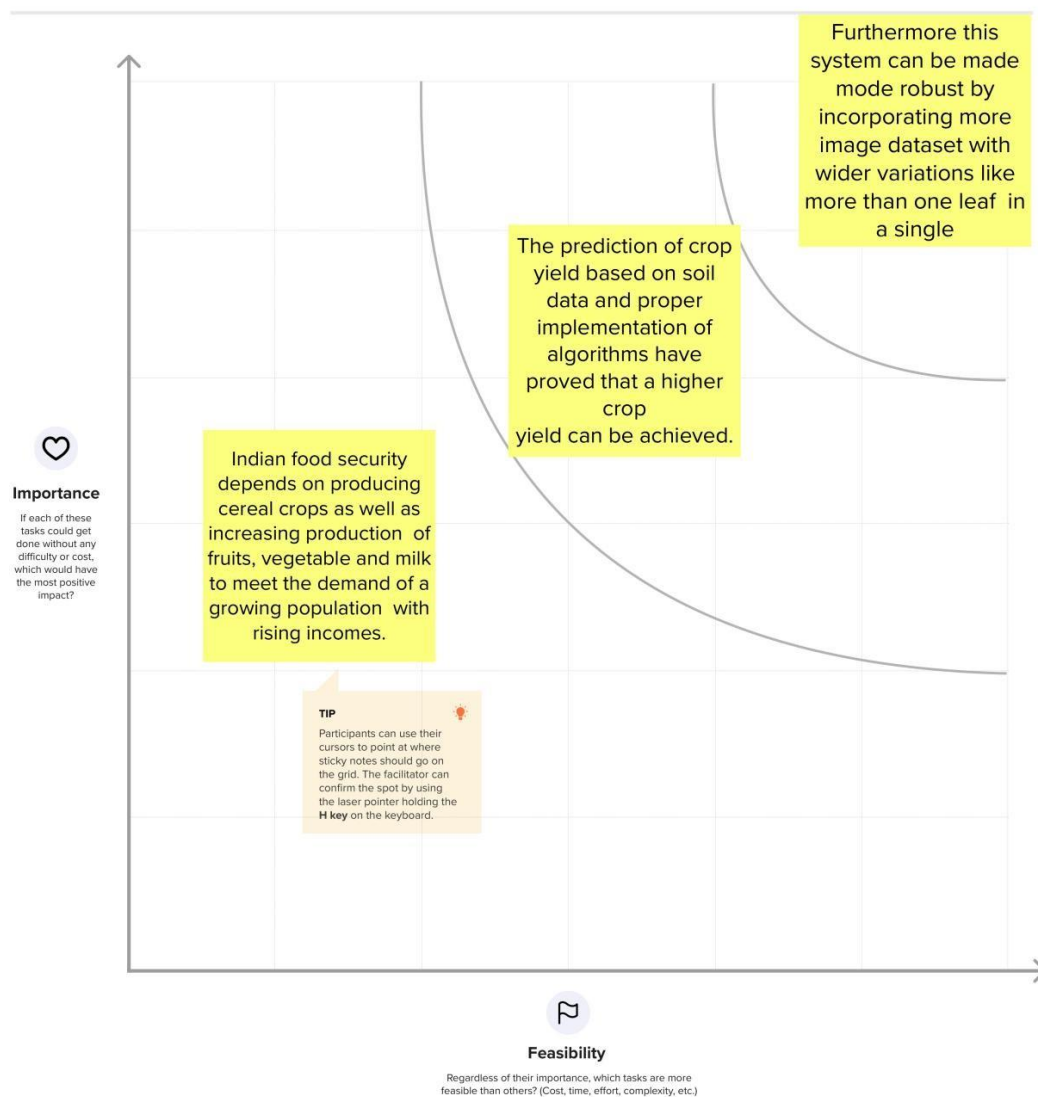 Furthermore this
system can be made
mode robust by
incorporating more
image dataset with
wider variations like
more than one leaf in
a single
The prediction of crop
yield based on soil
data and proper
implementation of
algorithms have
proved that a higher
crop
yield can be achieved.
Indian food security
depends on producing
cereal crops as well as
increasing production of
fruits, vegetable and milk
to meet the demand of a
growing population with
rising incomes.
Importance
If each of these
tasks could get
done without any
difficulty or cost,
which would have
the most positive
impact?
TIP
Participants can use their
cursors to point at where
sticky notes should go on
the grid. The facilitator can
confirm the spot by using
the laser pointer holding the
H key on the keyboard.
Feasibility
Regardless of their importance, which tasks are more
feasible than others? (Cost, time, effort, complexity, etc.)